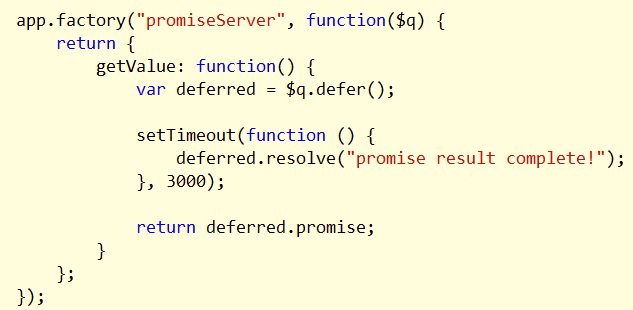 app.factory("promiseServer", function($q) {
    return {
        getValue: function() {
            var deferred = $q.defer();

            setTimeout(function () {
                deferred.resolve("promise result complete!");
            }, 3000);

            return deferred.promise;
        }
    };
});